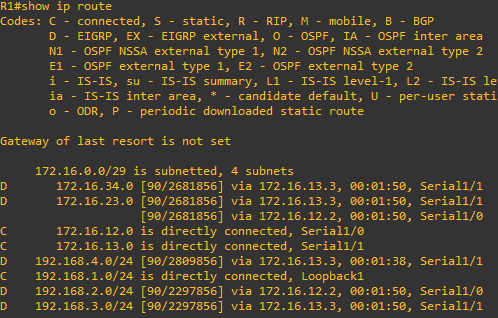 R1#show ip route
Codes: C - connected, S - static, R - RIP, M - mobile, B - BGP
       D - EIGRP, EX - EIGRP external, O - OSPF, IA - OSPF inter area
       N1 - OSPF NSSA external type 1, N2 - OSPF NSSA external type 2
       E1 - OSPF external type 1, E2 - OSPF external type 2
       i - IS-IS, su - IS-IS summary, L1 - IS-IS level-1, L2 - IS-IS le
       ia - IS-IS inter area, * - candidate default, U - per-user stati
       o - ODR, P - periodic downloaded static route
Gateway of last resort is not set
     172.16.0.0/29 is subnetted, 4 subnets
D       172.16.34.0 [90/2681856] via 172.16.13.3, 00:01:50, Serial1/1
D       172.16.23.0 [90/2681856] via 172.16.13.3, 00:01:50, Serial1/1
                    [90/2681856] via 172.16.12.2, 00:01:50, Serial1/0
C       172.16.12.0 is directly connected, Serial1/0
C       172.16.13.0 is directly connected, Serial1/1
D    192.168.4.0/24 [90/2809856] via 172.16.13.3, 00:01:38, Serial1/1
C    192.168.1.0/24 is directly connected, Loopback1
D    192.168.2.0/24 [90/2297856] via 172.16.12.2, 00:01:50, Serial1/0
D    192.168.3.0/24 [90/2297856] via 172.16.13.3, 00:01:50, Serial1/1